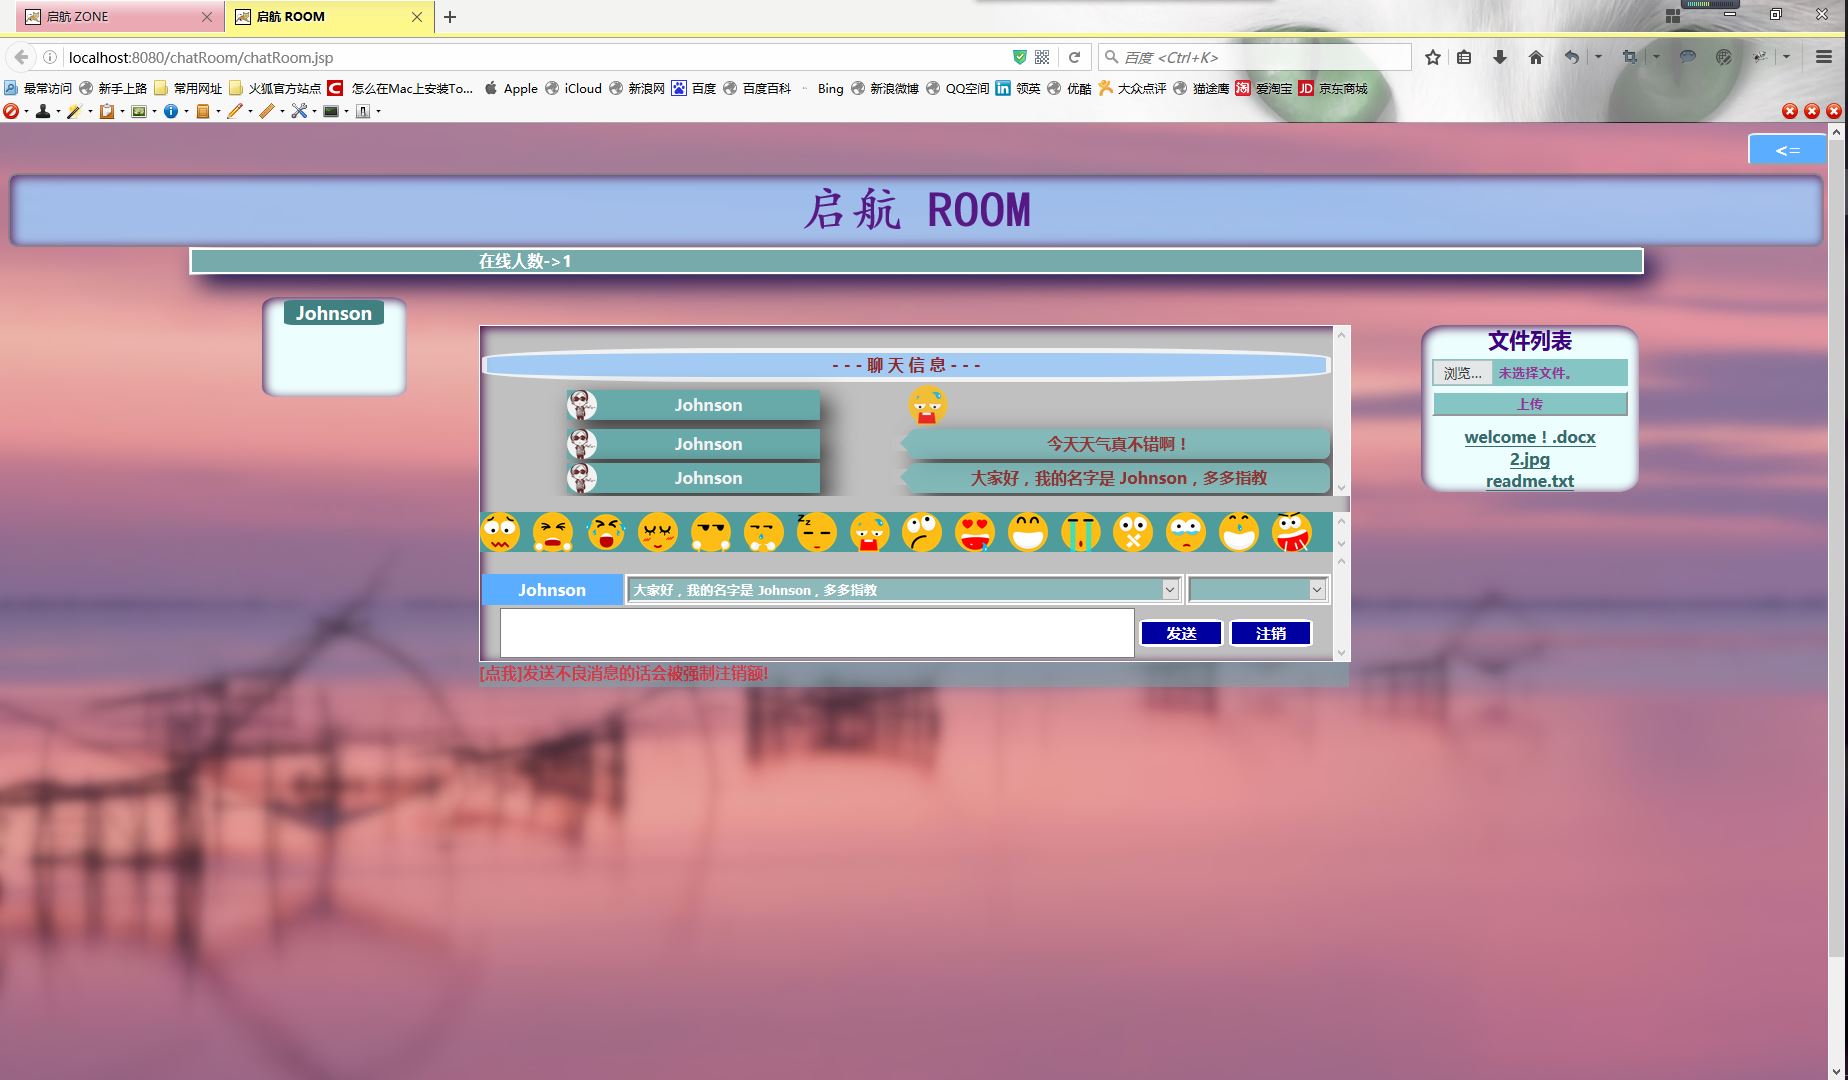 启航 ZONE
启航 ROOM
localhost:8080/chatRoom/chatRoom.jsp
百度 <Ctrl+K>
最常访问 新手上路 常用网址 火狐官方站点 怎么在Mac上安装To... Apple iCloud 新浪网 百度 百度百科 Bing 新浪微博 QQ空间 领英 优酷 大众点评 猫途鹰 爱淘宝 京东商城
<=
启航 ROOM
在线人数->1
Johnson
- - - 聊 天 信 息 - - -
Johnson
Johnson 今天天气真不错啊！
Johnson 大家好，我的名字是 Johnson，多多指教
Johnson 大家好，我的名字是 Johnson，多多指教
发送 注销
[点我]发送不良消息的话会被强制注销额!
文件列表
浏览... 未选择文件。
上传
welcome！.docx
2.jpg
readme.txt